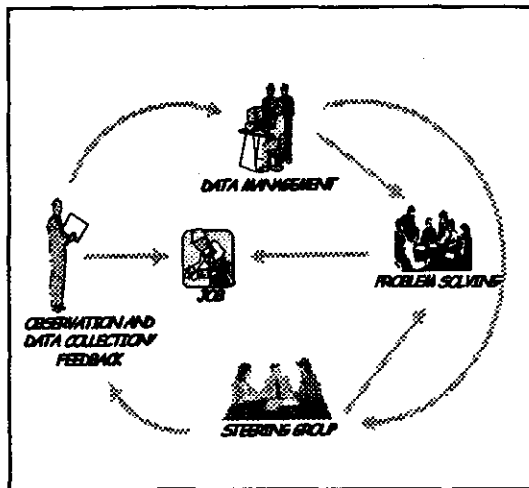 DATA MANAGEMENT
PROBLEM SOLVING
JOB
OBSERVATION AND
DATA COLLECTION/
FEEDBACK
STEERING GROUP